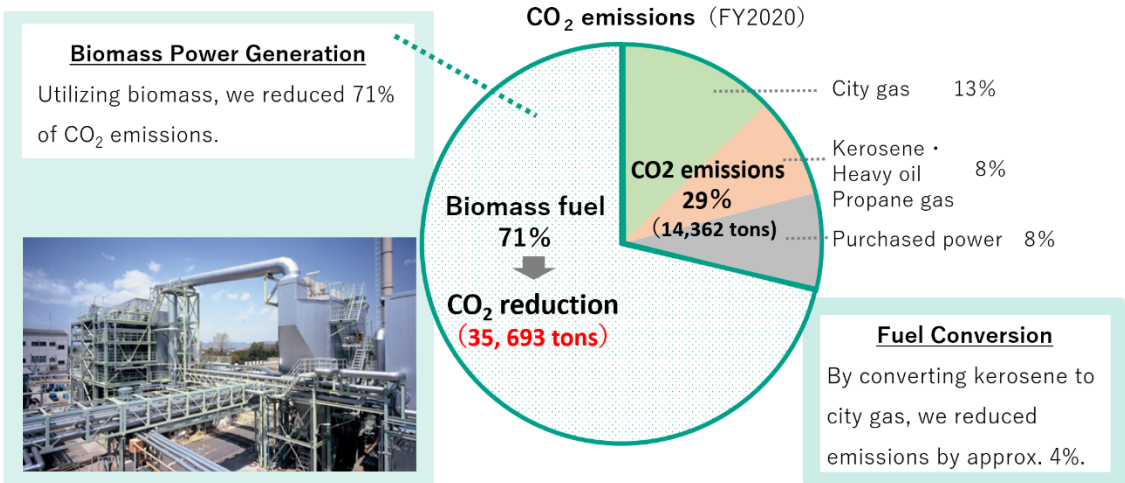 CO₂ emissions（FY2020）
Biomass Power Generation
Utilizing biomass, we reduced 71%
of CO₂ emissions.
City gas 13%
Kerosene・
Heavy oil 8%
Propane gas
Purchased power 8%
CO2 emissions
29%
(14,362 tons)
Biomass fuel
71%
CO₂ reduction
(35, 693 tons)
Fuel Conversion
By converting kerosene to
city gas, we reduced
emissions by approx. 4%.